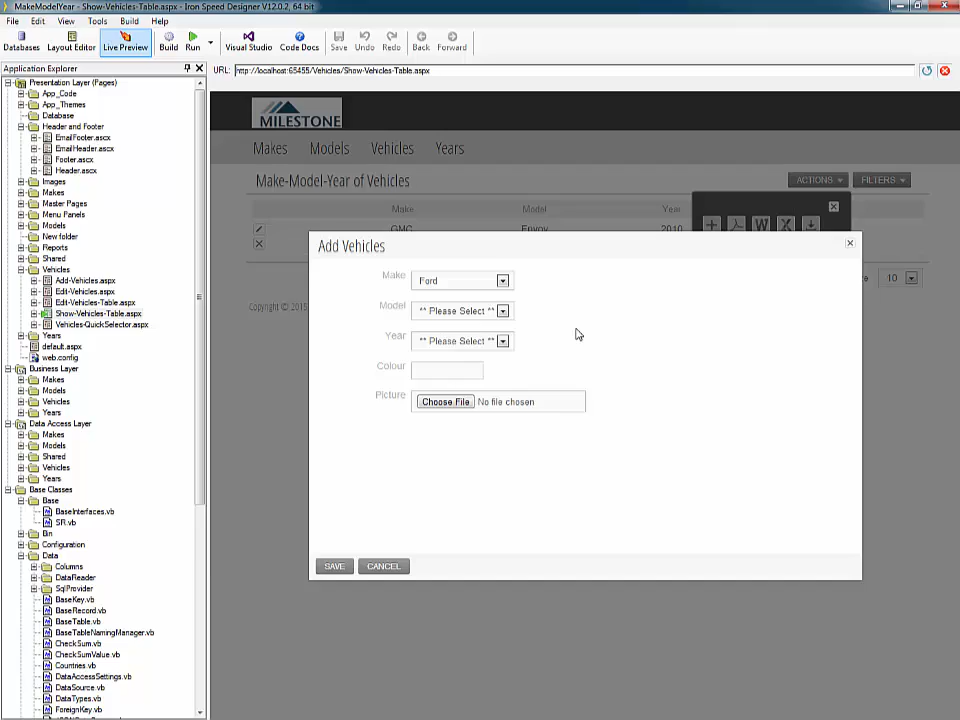 MakeModelYear - Show-Vehicles-Table.aspx - Iron Speed Designer V12.0.2, 64 bit
File Edit View Tools Build Help
Databases Layout Editor Live Preview Build Run Visual Studio Code Docs Save Undo Redo Back Forward
Application Explorer
URL: http://localhost:65455/Vehicles/Show-Vehicles-Table.aspx
Presentation Layer (Pages)
App_Code
App_Themes
Database
Header and Footer
EmailFooter.ascx
EmailHeader.ascx
Footer.ascx
Header.ascx
Images
Makes
Master Pages
Menu Panels
Models
New folder
Reports
Shared
Vehicles
Add-Vehicles.aspx
Edit-Vehicles.aspx
Edit-Vehicles-Table.aspx
Show-Vehicles-Table.aspx
Vehicles-QuickSelector.aspx
Years
default.aspx
web.config
Business Layer
Makes
Models
Vehicles
Years
Data Access Layer
Makes
Models
Shared
Vehicles
Years
Base Classes
Base
BaseInterfaces.vb
SR.vb
Bin
Configuration
Data
Columns
DataReader
SqlProvider
BaseKey.vb
BaseRecord.vb
BaseTable.vb
BaseTableNamingManager.vb
CheckSum.vb
CheckSumValue.vb
Countries.vb
DataAccessSettings.vb
DataSource.vb
DataTypes.vb
ForeignKey.vb
MILESTONE
Makes Models Vehicles Years
Make-Model-Year of Vehicles
ACTIONS FILTERS
Make Model Year
GMC Envoy 2010
10
Copyright © 2015
Add Vehicles
Make Ford
Model ** Please Select **
Year ** Please Select **
Colour
Picture Choose File No file chosen
SAVE CANCEL